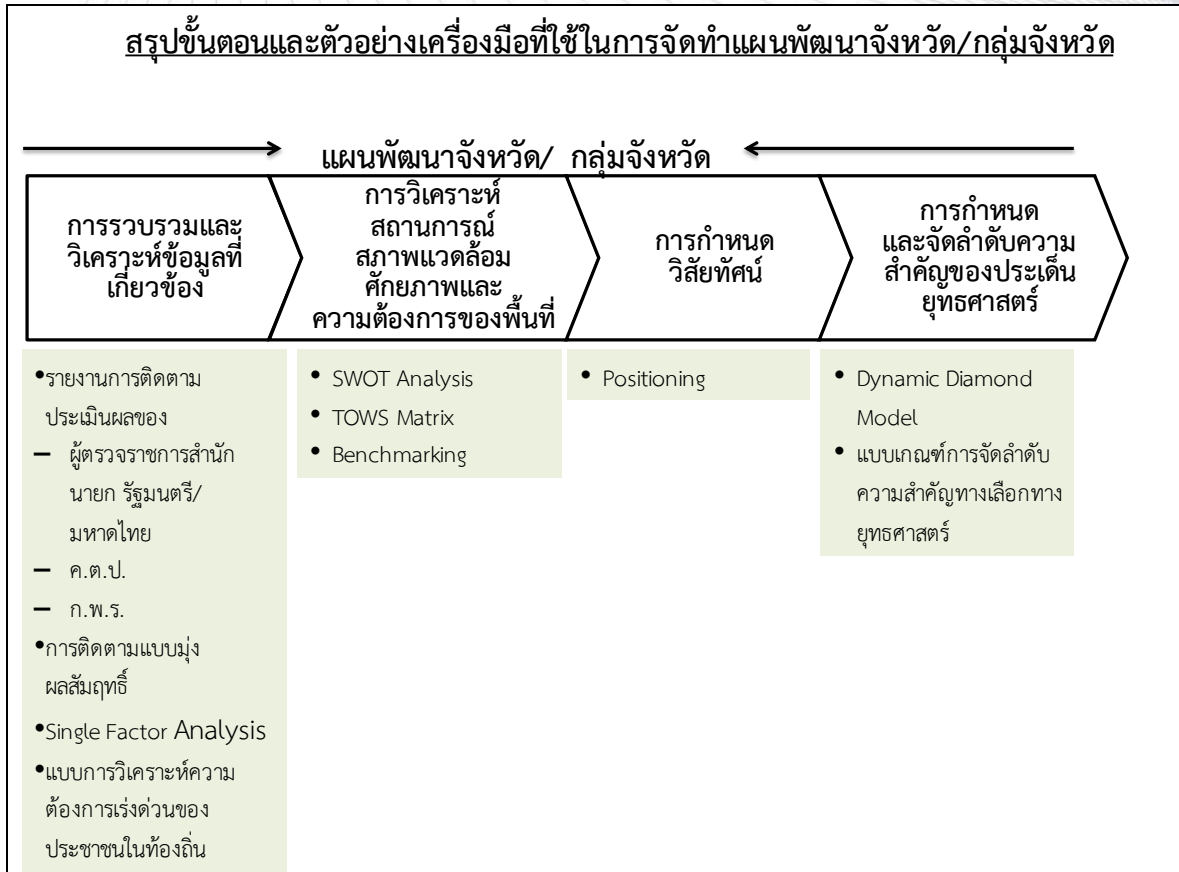 สรุปขั้นตอนและตัวอย่างเครื่องมือที่ใช้ในการจัดทำแผนพัฒนาจังหวัด/กลุ่มจังหวัด
แผนพัฒนาจังหวัด/ กลุ่มจังหวัด
การรวบรวมและ
วิเคราะห์ข้อมูลที่
เกี่ยวข้อง
การวิเคราะห์
สถานการณ์
สภาพแวดล้อม
ศักยภาพและ
ความต้องการของพื้นที่
การกำหนด
วิสัยทัศน์
การกำหนด
และจัดลำดับความ
สำคัญของประเด็น
ยุทธศาสตร์
•รายงานการติดตาม
ประเมินผลของ
– ผู้ตรวจราชการสำนัก
นายก รัฐมนตรี/
มหาดไทย
– ค.ต.ป.
– ก.พ.ร.
•การติดตามแบบมุ่ง
ผลสัมฤทธิ์
•Single Factor Analysis
•แบบการวิเคราะห์ความ
ต้องการเร่งด่วนของ
ประชาชนในท้องถิ่น
• SWOT Analysis
• TOWS Matrix
• Benchmarking
• Positioning
• Dynamic Diamond
Model
• แบบเกณฑ์การจัดลำดับ
ความสำคัญทางเลือกทาง
ยุทธศาสตร์